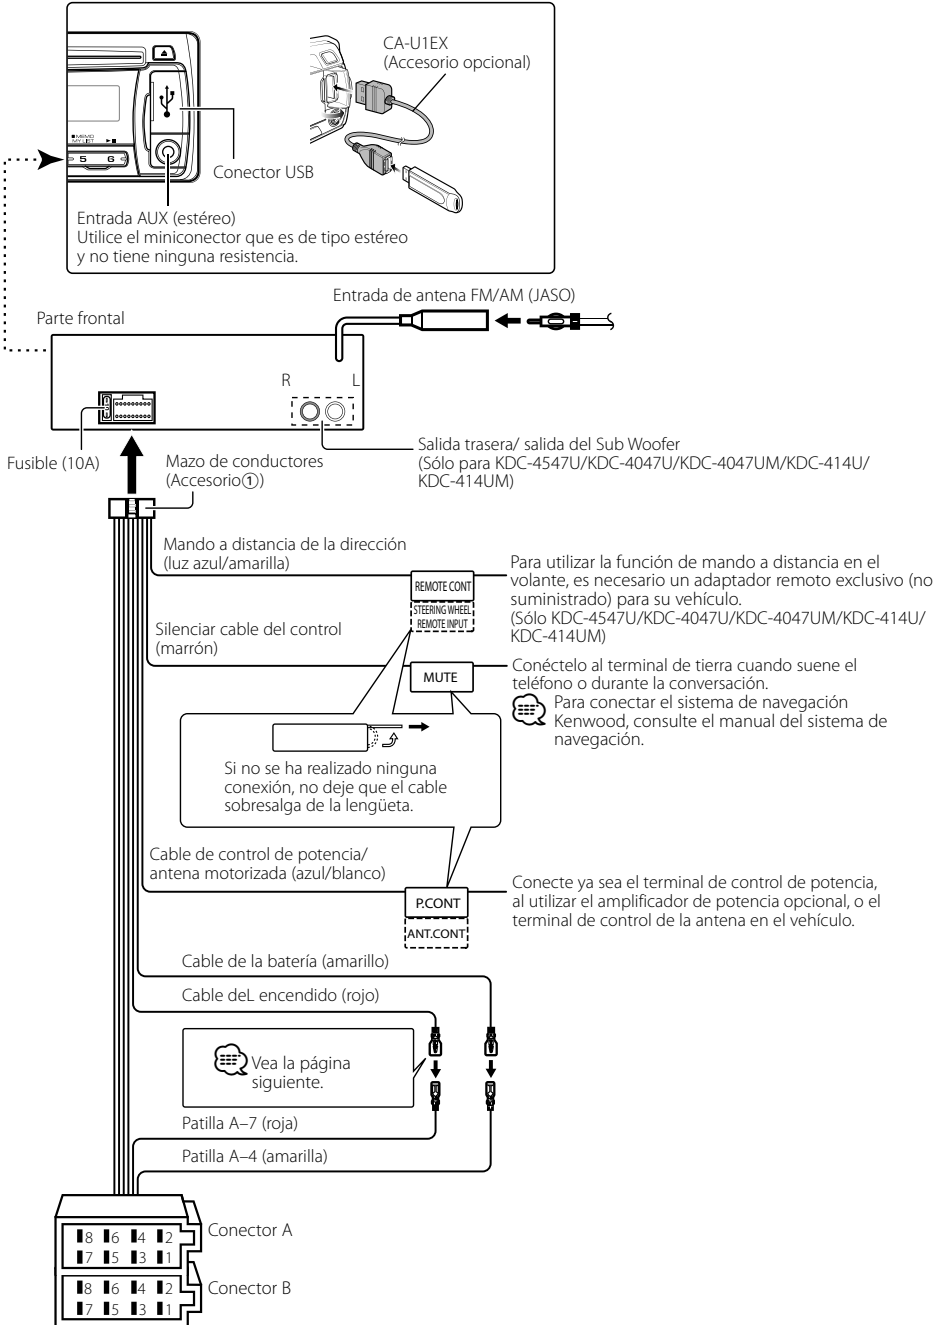 CA-U1EX
(Accesorio opcional)
MEMO
MY LIST
5 6
Conector USB
Entrada AUX (estéreo)
Utilice el miniconector que es de tipo estéreo
y no tiene ninguna resistencia.
Entrada de antena FM/AM (JASO)
Parte frontal
R L
Fusible (10A)
Mazo de conductores
(Accesorio①)
Salida trasera/ salida del Sub Woofer
(Sólo para KDC-4547U/KDC-4047U/KDC-4047UM/KDC-414U/
KDC-414UM)
Mando a distancia de la dirección
(luz azul/amarilla)
REMOTE CONT
STEERING WHEEL
REMOTE INPUT
Para utilizar la función de mando a distancia en el
volante, es necesario un adaptador remoto exclusivo (no
suministrado) para su vehículo.
(Sólo KDC-4547U/KDC-4047U/KDC-4047UM/KDC-414U/
KDC-414UM)
Silenciar cable del control
(marrón)
MUTE
Conéctelo al terminal de tierra cuando suene el
teléfono o durante la conversación.
Para conectar el sistema de navegación
Kenwood, consulte el manual del sistema de
navegación.
Si no se ha realizado ninguna
conexión, no deje que el cable
sobresalga de la lengüeta.
Cable de control de potencia/
antena motorizada (azul/blanco)
P.CONT
ANT.CONT
Conecte ya sea el terminal de control de potencia,
al utilizar el amplificador de potencia opcional, o el
terminal de control de la antena en el vehículo.
Cable de la batería (amarillo)
Cable deL encendido (rojo)
Vea la página
siguiente.
Patilla A–7 (roja)
Patilla A–4 (amarilla)
Conector A
8 6 4 2
7 5 3 1
Conector B
8 6 4 2
7 5 3 1